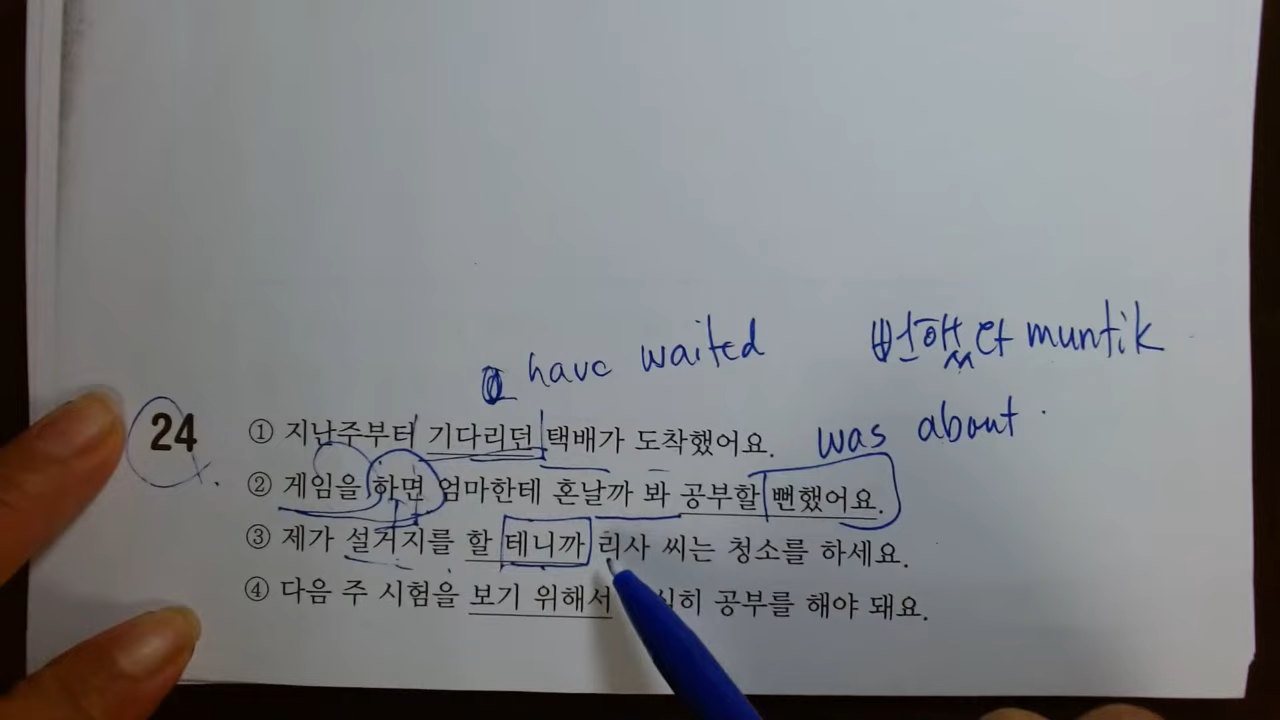 have waited
뻔했다 muntik
was about
24
① 지난주부터 기다리던 택배가 도착했어요.
② 게임을 하면 엄마한테 혼날까 봐 공부할 뻔했어요.
③ 제가 설거지를 할 테니까 리사 씨는 청소를 하세요.
④ 다음 주 시험을 보기 위해서 공부를 해야 돼요.